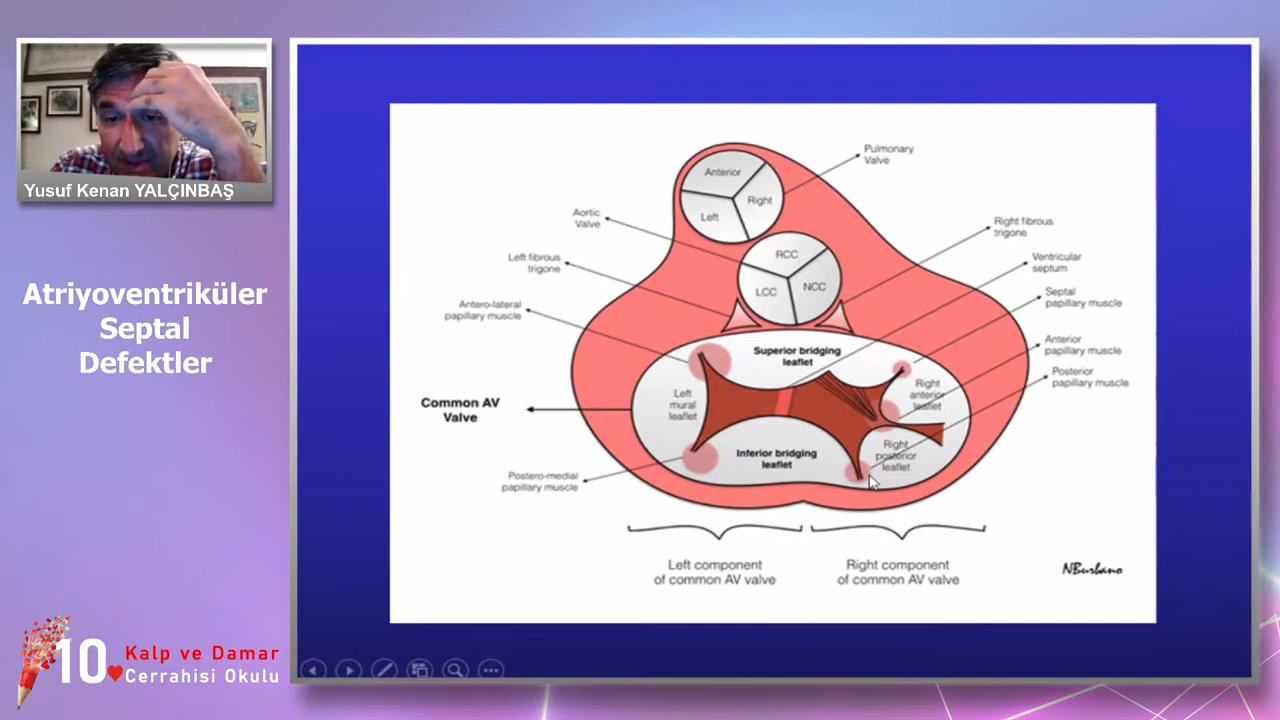 Yusuf Kenan YALÇINBAŞ
Atriyoventriküler
Septal
Defektler
10
Kalp ve Damar
Cerrahisi Okulu
Pulmonary
Valve
Anterior
Right
Left
Aortic
Valve
RCC
LCC
NCC
Right fibrous
trigone
Left fibrous
trigone
Ventricular
septum
Septal
papillary muscle
Antero-lateral
papillary muscle
Anterior
papillary muscle
Posterior
papillary muscle
Superior bridging
leaflet
Left
mural
leaflet
Right
anterior
leaflet
Common AV
Valve
Inferior bridging
leaflet
Right
posterior
leaflet
Postero-medial
papillary muscle
Left component
of common AV valve
Right component
of common AV valve
NBurbano